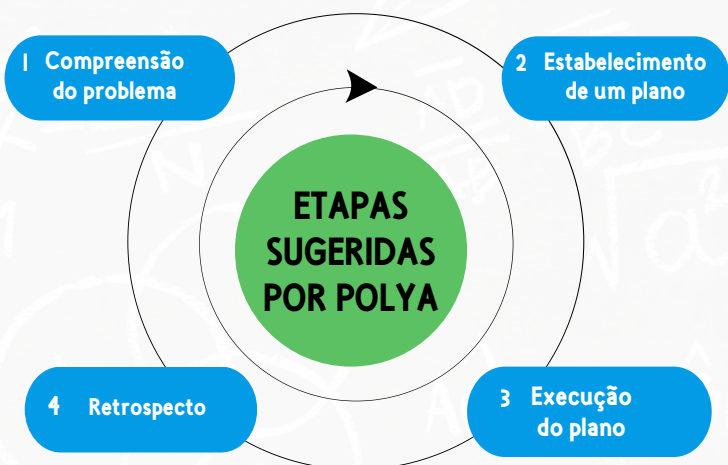 1 Compreensão
do problema
2 Estabelecimento
de um plano
ETAPAS
SUGERIDAS
POR POLYA
3 Execução
do plano
4 Retrospecto